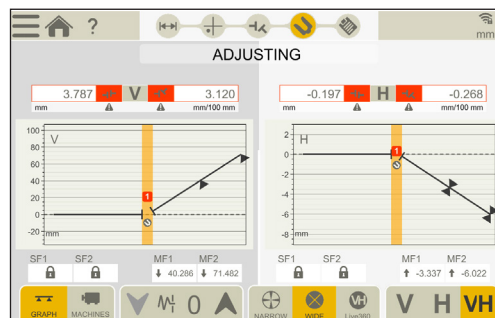 ?
mm
ADJUSTING
3.787 V 3.120
mm mm/100 mm
-0.197 H -0.268
mm mm/100 mm
V
100
80
60
40
20
0
-20
mm
1
H
2
0
-2
-4
-6
-8
mm
1
SF1 SF2 MF1 MF2
40.286 71.482
SF1 SF2 MF1 MF2
-3.337 -6.022
GRAPH MACHINES 0 NARROW WIDE Live360 V H VH